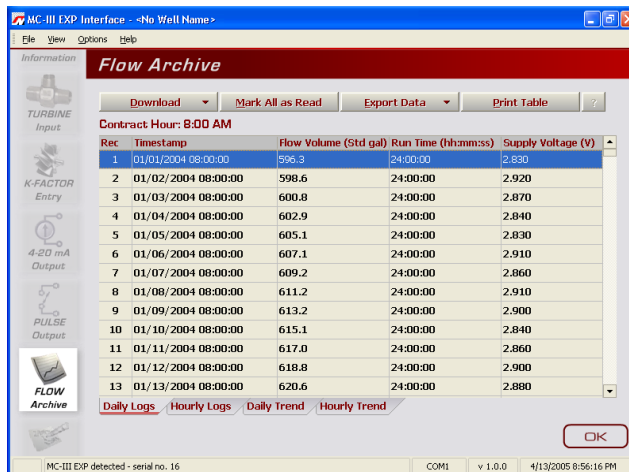 MC-III EXP Interface - <No Well Name>
File View Options Help
Information
Flow Archive
Download Mark All as Read Export Data Print Table ?
TURBINE
Input
Contract Hour: 8:00 AM
Rec Timestamp Flow Volume (Std gal) Run Time (hh:mm:ss) Supply Voltage (V)
1 01/01/2004 08:00:00 596.3 24:00:00 2.830
2 01/02/2004 08:00:00 598.6 24:00:00 2.920
3 01/03/2004 08:00:00 600.8 24:00:00 2.870
4 01/04/2004 08:00:00 602.9 24:00:00 2.840
5 01/05/2004 08:00:00 605.1 24:00:00 2.830
6 01/06/2004 08:00:00 607.1 24:00:00 2.910
7 01/07/2004 08:00:00 609.2 24:00:00 2.860
8 01/08/2004 08:00:00 611.2 24:00:00 2.910
9 01/09/2004 08:00:00 613.2 24:00:00 2.900
10 01/10/2004 08:00:00 615.1 24:00:00 2.840
11 01/11/2004 08:00:00 617.0 24:00:00 2.860
12 01/12/2004 08:00:00 618.8 24:00:00 2.900
13 01/13/2004 08:00:00 620.6 24:00:00 2.880
K-FACTOR
Entry
4-20 mA
Output
PULSE
Output
FLOW
Archive
Daily Logs Hourly Logs Daily Trend Hourly Trend
OK
MC-III EXP detected - serial no. 16 COM1 v 1.0.0 4/13/2005 8:56:16 PM